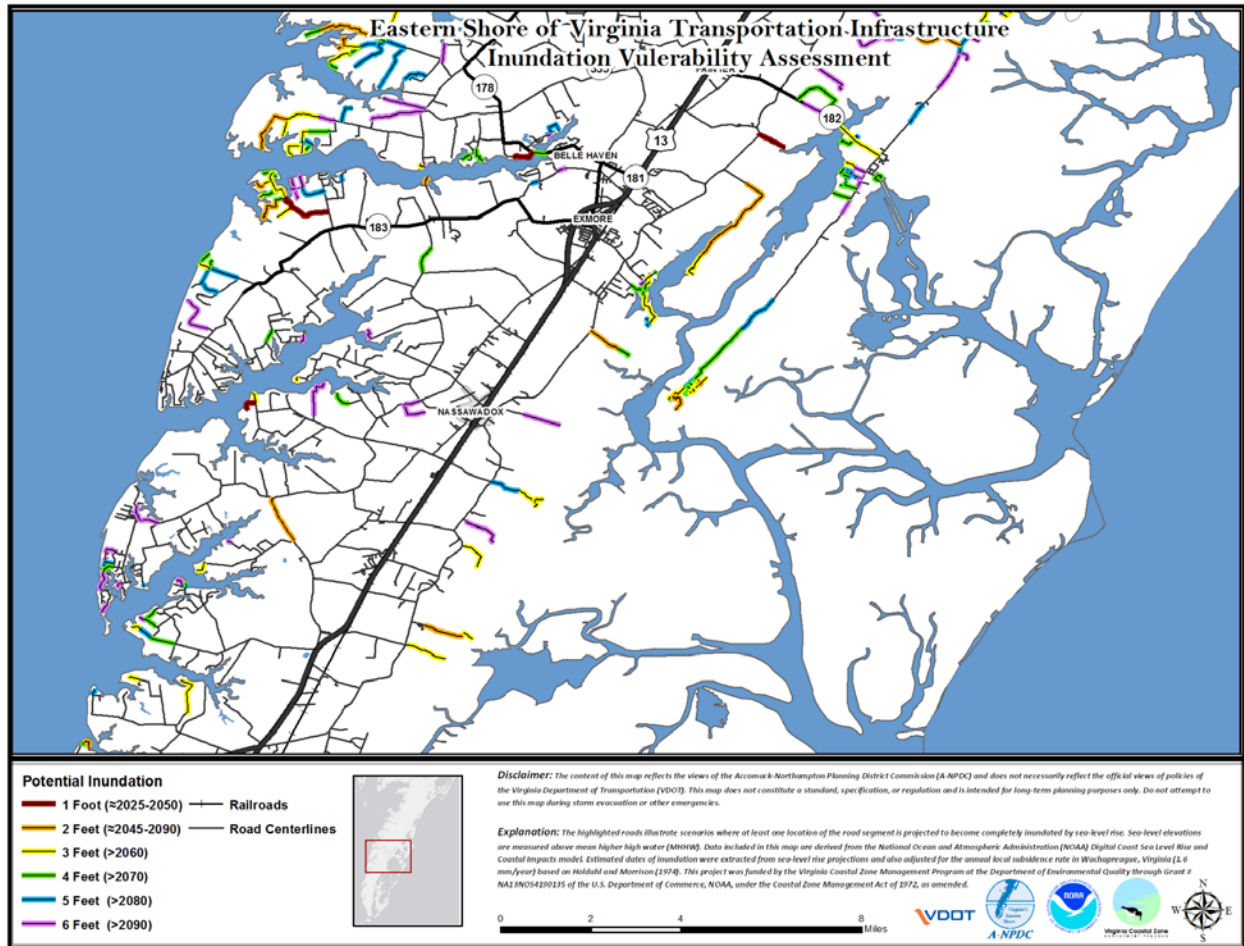 Eastern Shore of Virginia Transportation Infrastructure
Inundation Vulerability Assessment
178
13
182
BELLE HAVEN
181
EXMORE
183
NASSAWADOX
Potential Inundation
1 Foot (≈2025-2050)
2 Feet (≈2045-2090)
3 Feet (>2060)
4 Feet (>2070)
5 Feet (>2080)
6 Feet (>2090)
Railroads
Road Centerlines
Disclaimer: The content of this map reflects the views of the Accomack-Northampton Planning District Commission (A-NPDC) and does not necessarily reflect the official views of policies of
the Virginia Department of Transportation (VDOT). This map does not constitute a standard, specification, or regulation and is intended for long-term planning purposes only. Do not attempt to
use this map during storm evacuation or other emergencies.
Explanation: The highlighted roads illustrate scenarios where at least one location of the road segment is projected to become completely inundated by sea-level rise. Sea-level elevations
are measured above mean higher high water (MHHW). Data included in this map are derived from the National Ocean and Atmospheric Administration (NOAA) Digital Coast Sea Level Rise and
Coastal Impacts model. Estimated dates of inundation were extracted from sea-level rise projections and also adjusted for the annual local subsidence rate in Wachapreague, Virginia (1.6
mm/year) based on Holdahl and Morrison (1974). This project was funded by the Virginia Coastal Zone Management Program at the Department of Environmental Quality through Grant #
NA13NOS4190135 of the U.S. Department of Commerce, NOAA, under the Coastal Zone Management Act of 1972, as amended.
0 2 4 8
Miles
VDOT
Virginia's
Eastern
Shore
A-NPDC
NOAA
Virginia Coastal Zone
N
W E
S